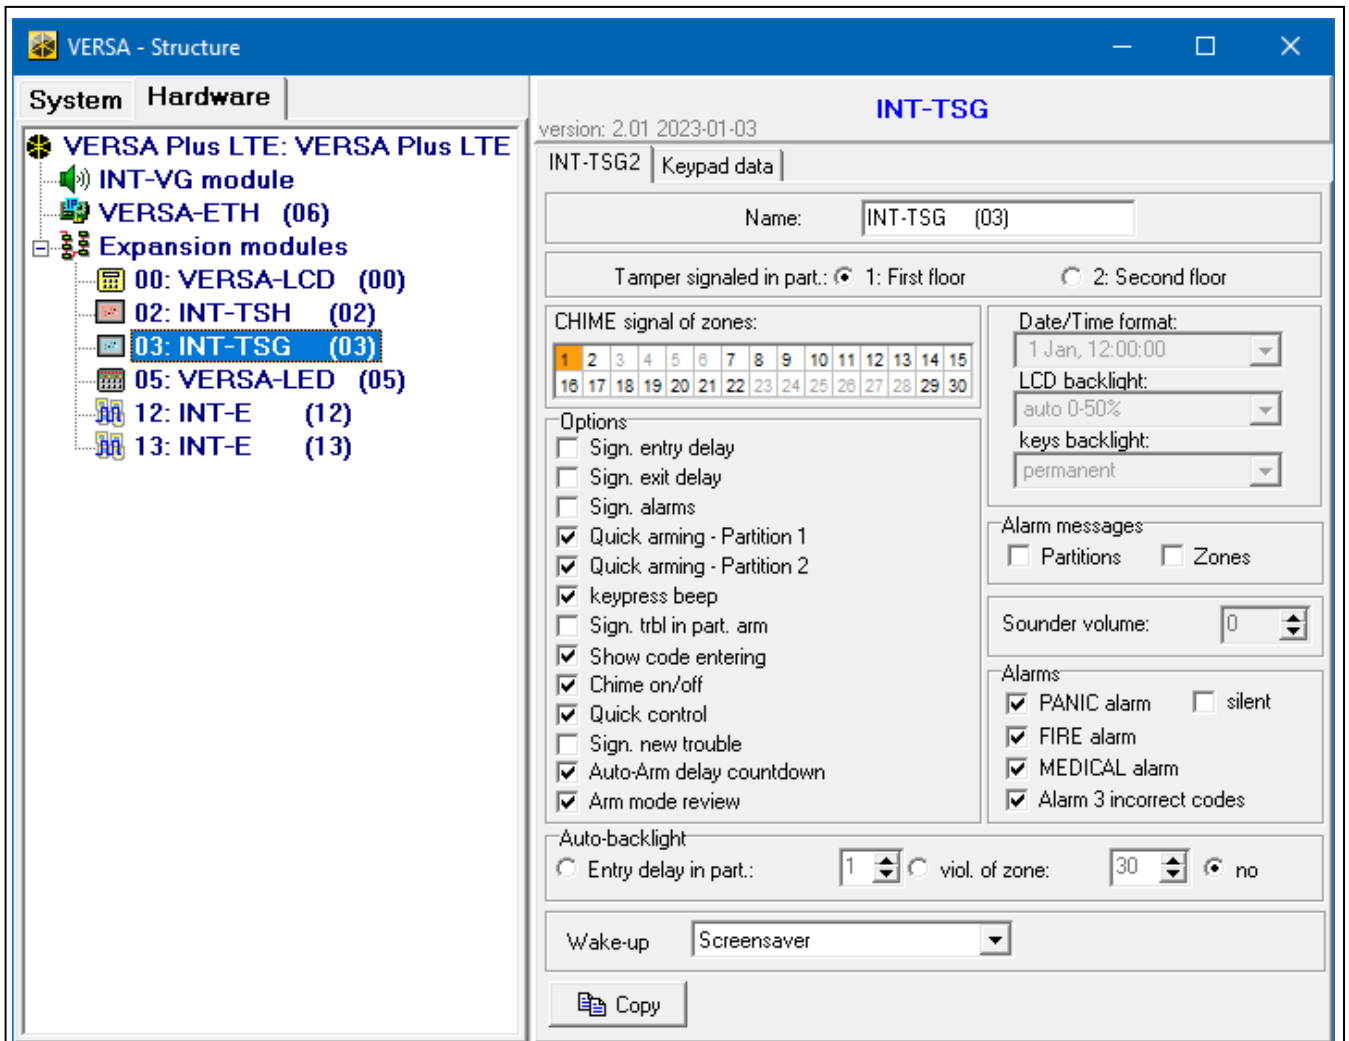 VERSA - Structure
System Hardware
VERSA Plus LTE: VERSA Plus LTE
INT-VG module
VERSA-ETH (06)
Expansion modules
00: VERSA-LCD (00)
02: INT-TSH (02)
03: INT-TSG (03)
05: VERSA-LED (05)
12: INT-E (12)
13: INT-E (13)
INT-TSG
version: 2.01 2023-01-03
INT-TSG2 Keypad data
Name: INT-TSG (03)
Tamper signaled in part.: 1: First floor 2: Second floor
CHIME signal of zones:
1 2 3 4 5 6 7 8 9 10 11 12 13 14 15
16 17 18 19 20 21 22 23 24 25 26 27 28 29 30
Options
Sign. entry delay
Sign. exit delay
Sign. alarms
Quick arming - Partition 1
Quick arming - Partition 2
keypress beep
Sign. trbl in part. arm
Show code entering
Chime on/off
Quick control
Sign. new trouble
Auto-Arm delay countdown
Arm mode review
Date/Time format:
1 Jan, 12:00:00
LCD backlight:
auto 0-50%
keys backlight:
permanent
Alarm messages
Partitions Zones
Sounder volume: 0
Alarms
PANIC alarm silent
FIRE alarm
MEDICAL alarm
Alarm 3 incorrect codes
Auto-backlight
Entry delay in part.: 1 viol. of zone: 30 no
Wake-up Screensaver
Copy